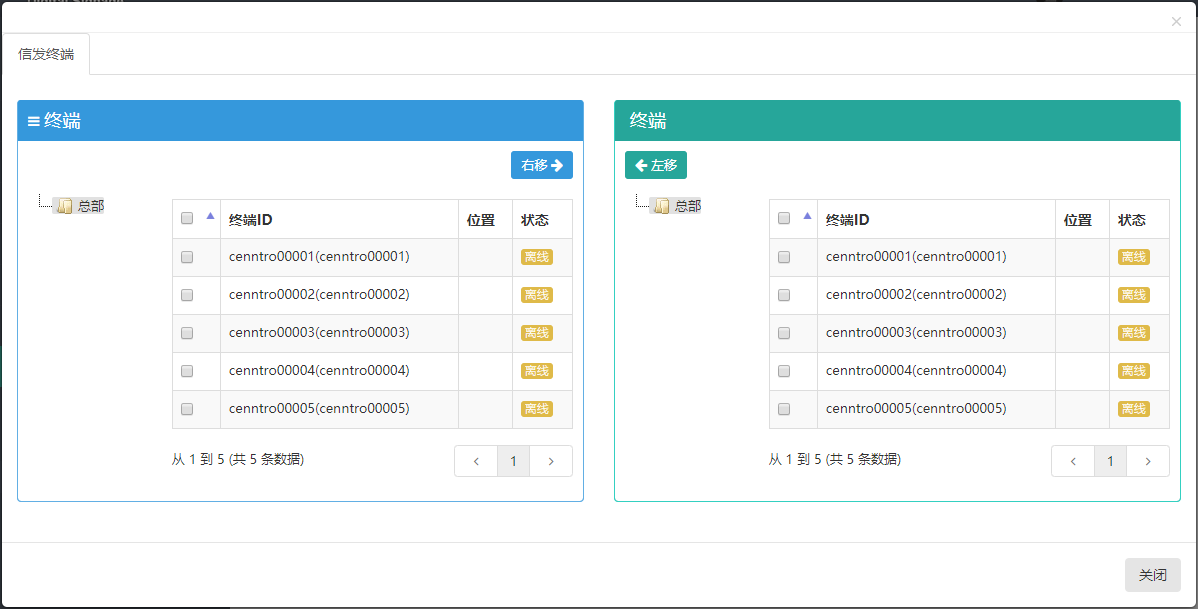 ×
信发终端
终端
右移
总部
终端ID 位置 状态
cenntro00001(cenntro00001) 离线
cenntro00002(cenntro00002) 离线
cenntro00003(cenntro00003) 离线
cenntro00004(cenntro00004) 离线
cenntro00005(cenntro00005) 离线
从 1 到 5 (共 5 条数据)
‹ 1 ›
终端
左移
总部
终端ID 位置 状态
cenntro00001(cenntro00001) 离线
cenntro00002(cenntro00002) 离线
cenntro00003(cenntro00003) 离线
cenntro00004(cenntro00004) 离线
cenntro00005(cenntro00005) 离线
从 1 到 5 (共 5 条数据)
‹ 1 ›
关闭